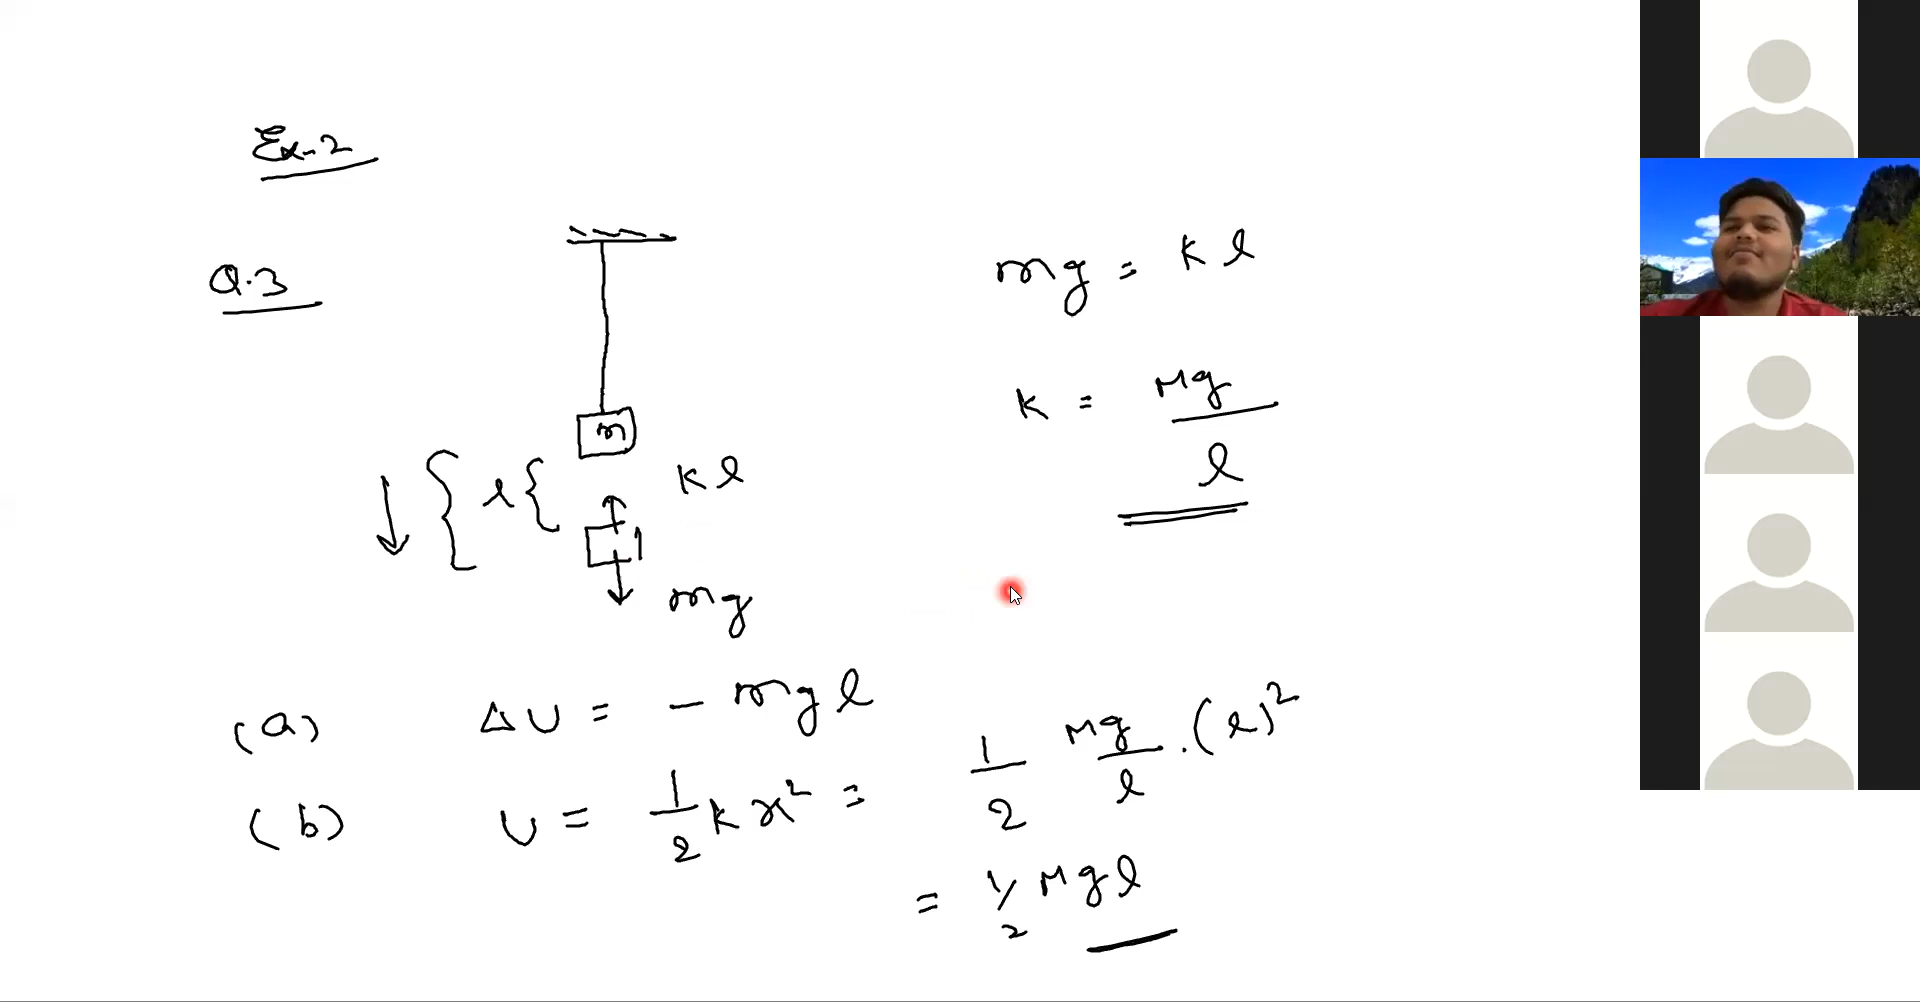 Ex-2
Q.3
m
l
kl
mg
mg = kl
k = Mg / l
(a) ΔU = - mgl
(b) U = 1/2 k x² = 1/2 Mg/l . (l)²
= 1/2 Mgl